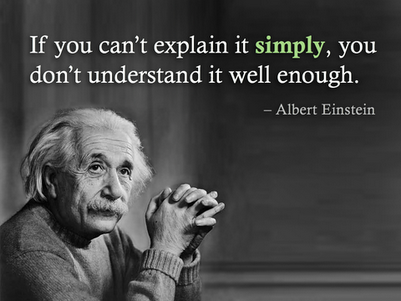 If you can’t explain it simply, you
don’t understand it well enough.
– Albert Einstein